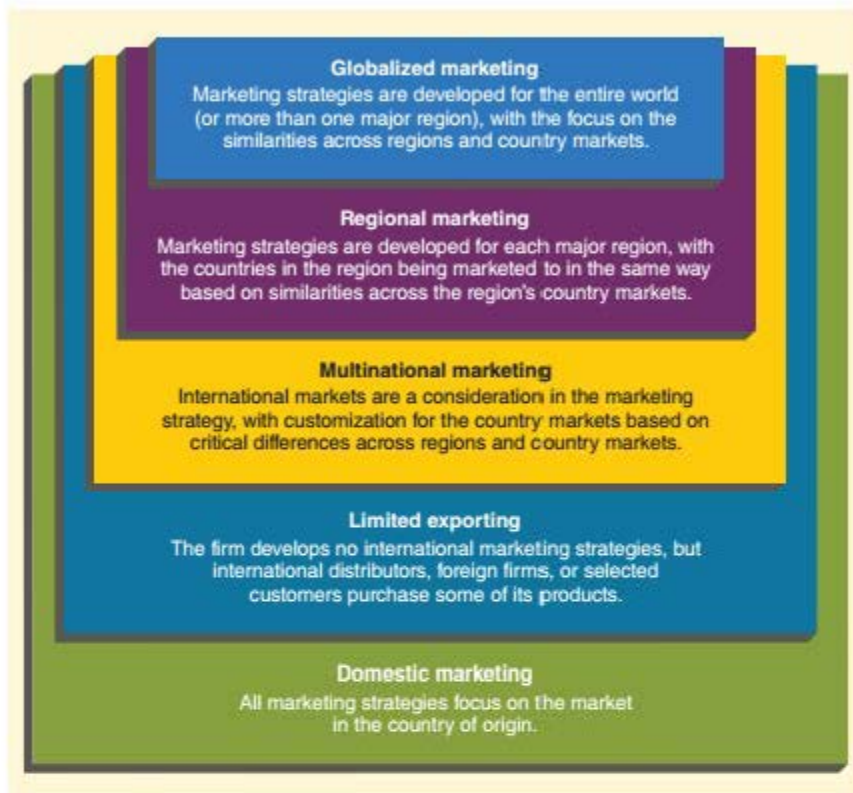 Globalized marketing
Marketing strategies are developed for the entire world
(or more than one major region), with the focus on the
similarities across regions and country markets.
Regional marketing
Marketing strategies are developed for each major region, with
the countries in the region being marketed to in the same way
based on similarities across the region's country markets.
Multinational marketing
International markets are a consideration in the marketing
strategy, with customization for the country markets based on
critical differences across regions and country markets.
Limited exporting
The firm develops no international marketing strategies, but
international distributors, foreign firms, or selected
customers purchase some of its products.
Domestic marketing
All marketing strategies focus on the market
in the country of origin.